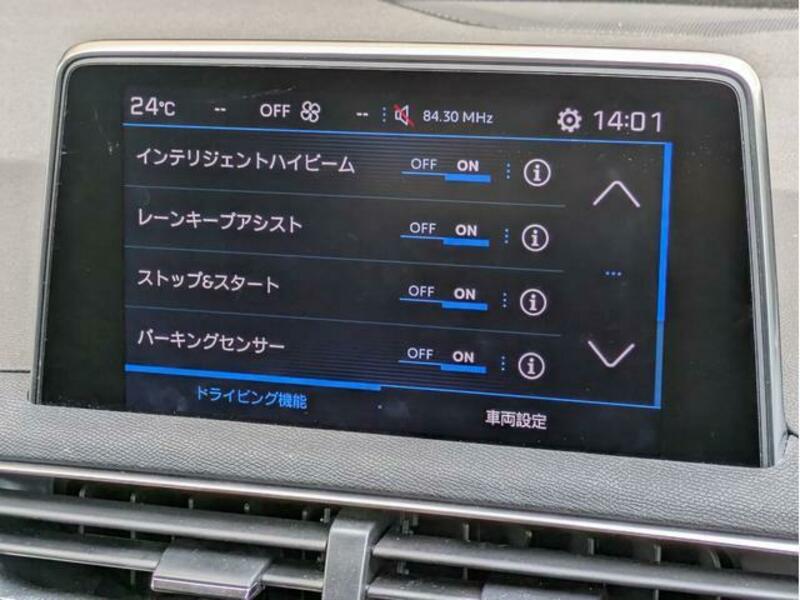 24℃ -- OFF -- 84.30 MHz 14:01
インテリジェントハイビーム OFF ON i
レーンキープアシスト OFF ON i
ストップ&スタート OFF ON i
パーキングセンサー OFF ON i
ドライビング機能 車両設定